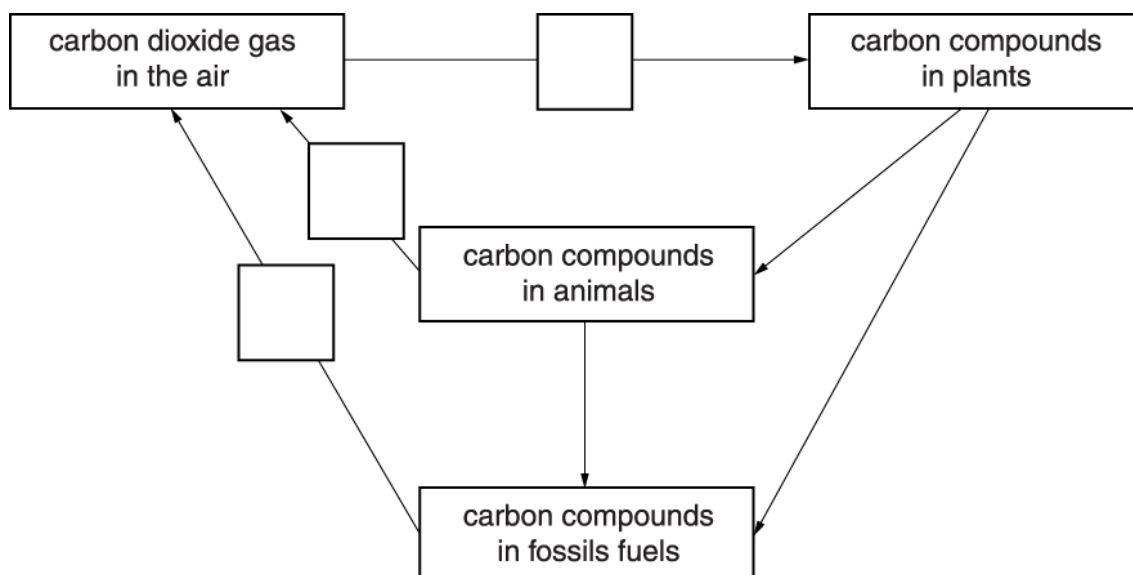 carbon dioxide gas
in the air
carbon compounds
in plants
carbon compounds
in animals
carbon compounds
in fossils fuels